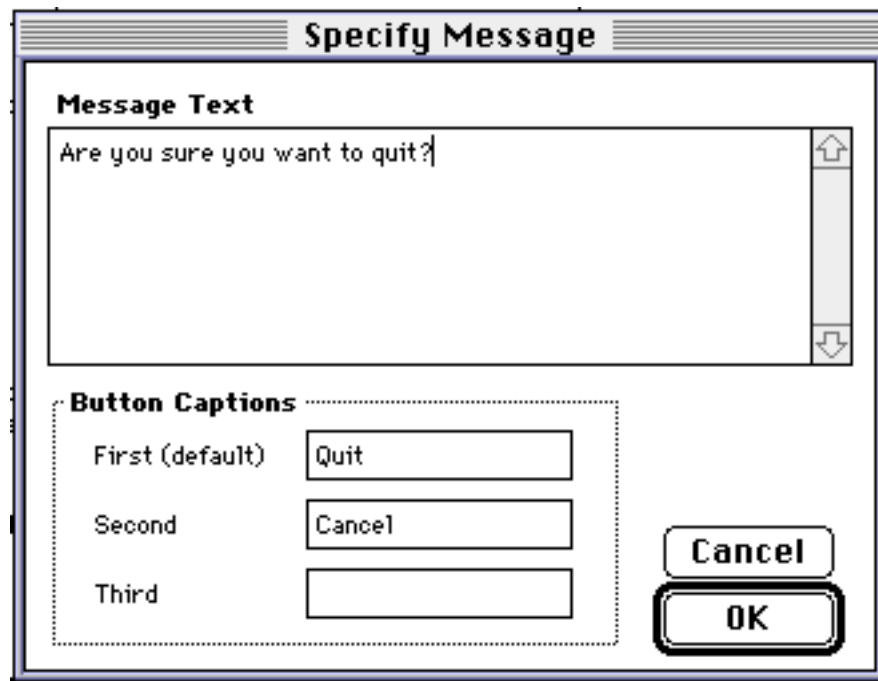 Specify Message
Message Text
Are you sure you want to quit?
Button Captions
First (default) Quit
Second Cancel
Third
Cancel
OK